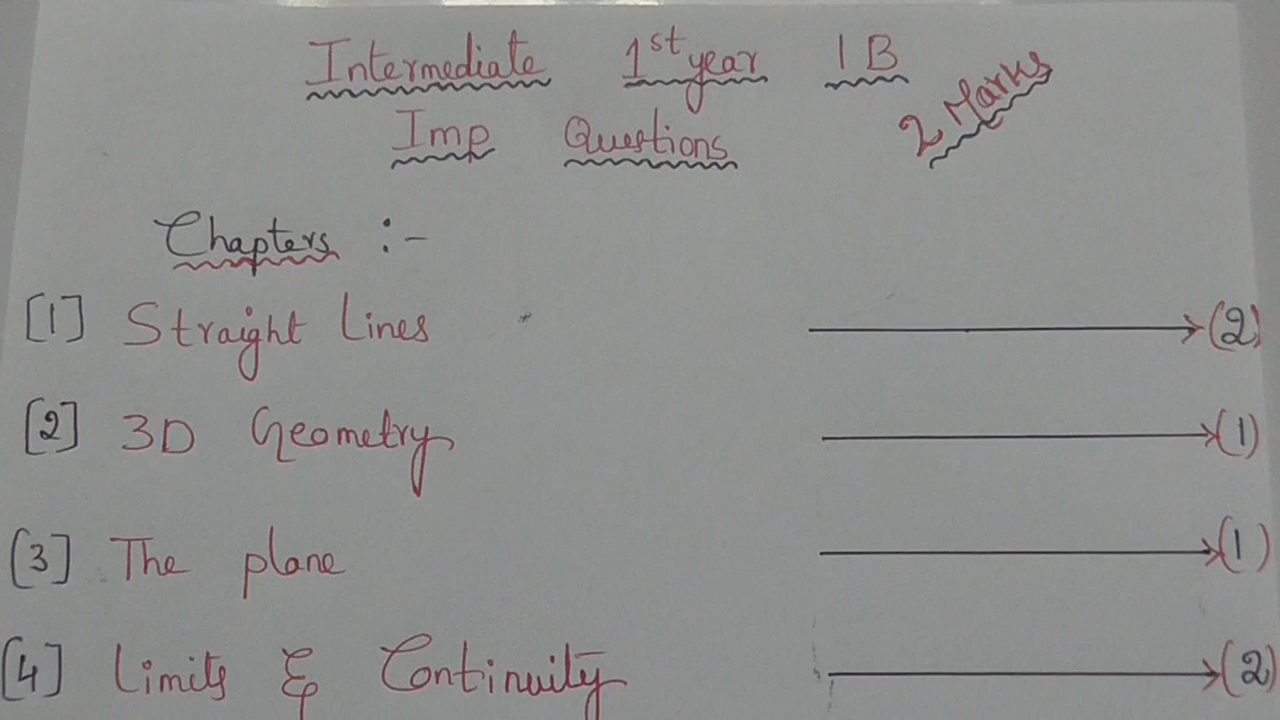 Intermediate 1st year 1B
Imp Questions 2 Marks
Chapters :-
[1] Straight Lines → (2)
[2] 3D Geometry → (1)
[3] The plane → (1)
[4] Limits & Continuity → (2)